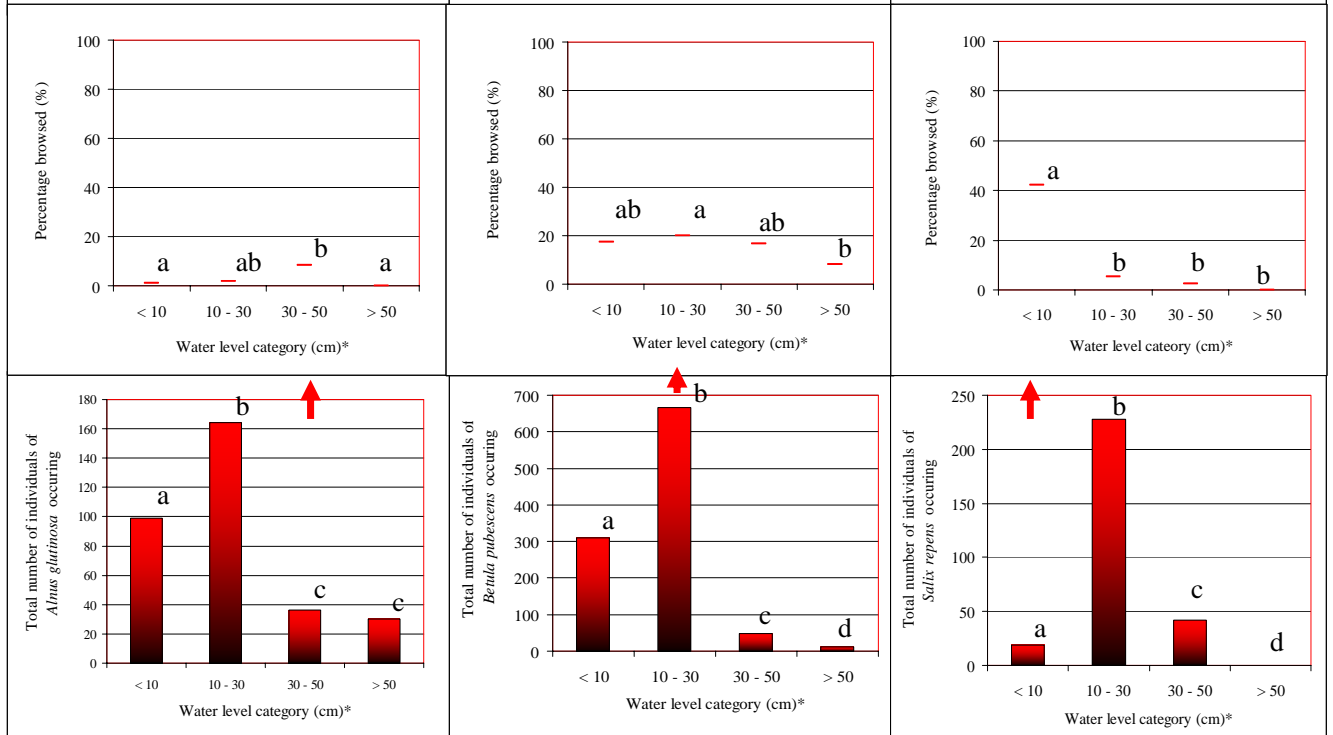 Percentage browsed (%)
100
80
60
40
20
0
a
ab
b
a
< 10
10 - 30
30 - 50
> 50
Water level category (cm)*
Percentage browsed (%)
100
80
60
40
20
0
ab
a
ab
b
< 10
10 - 30
30 - 50
> 50
Water level category (cm)*
Percentage browsed (%)
100
80
60
40
20
0
a
b
b
b
< 10
10 - 30
30 - 50
> 50
Water level category (cm)*
Total number of individuals of
Alnus glutinosa occuring
180
160
140
120
100
80
60
40
20
0
a
b
c
c
< 10
10 - 30
30 - 50
> 50
Water level category (cm)*
Total number of individuals of
Betula pubescens occuring
700
600
500
400
300
200
100
0
a
b
c
d
< 10
10 - 30
30 - 50
> 50
Water level category (cm)*
Total number of individuals of
Salix repens occuring
250
200
150
100
50
0
a
b
c
d
< 10
10 - 30
30 - 50
> 50
Water level category (cm)*